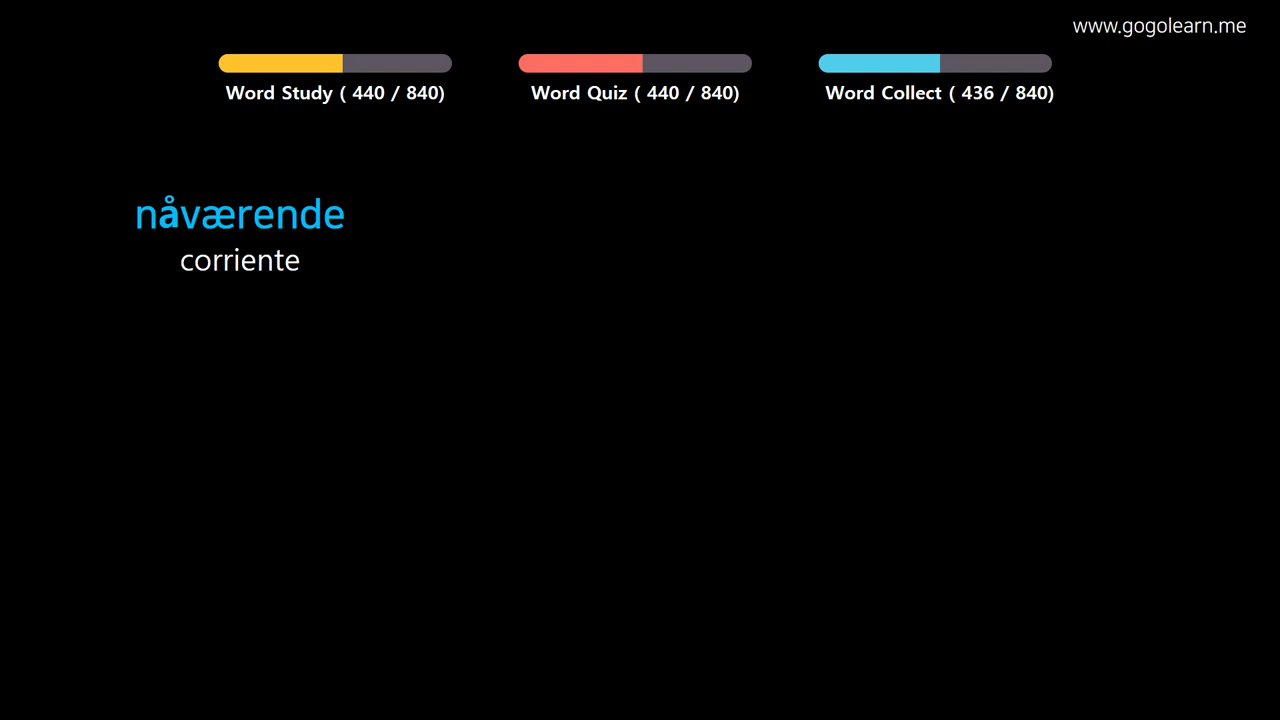 www.gogolearn.me
Word Study ( 440 / 840)
Word Quiz ( 440 / 840)
Word Collect ( 436 / 840)
nåværende
corriente